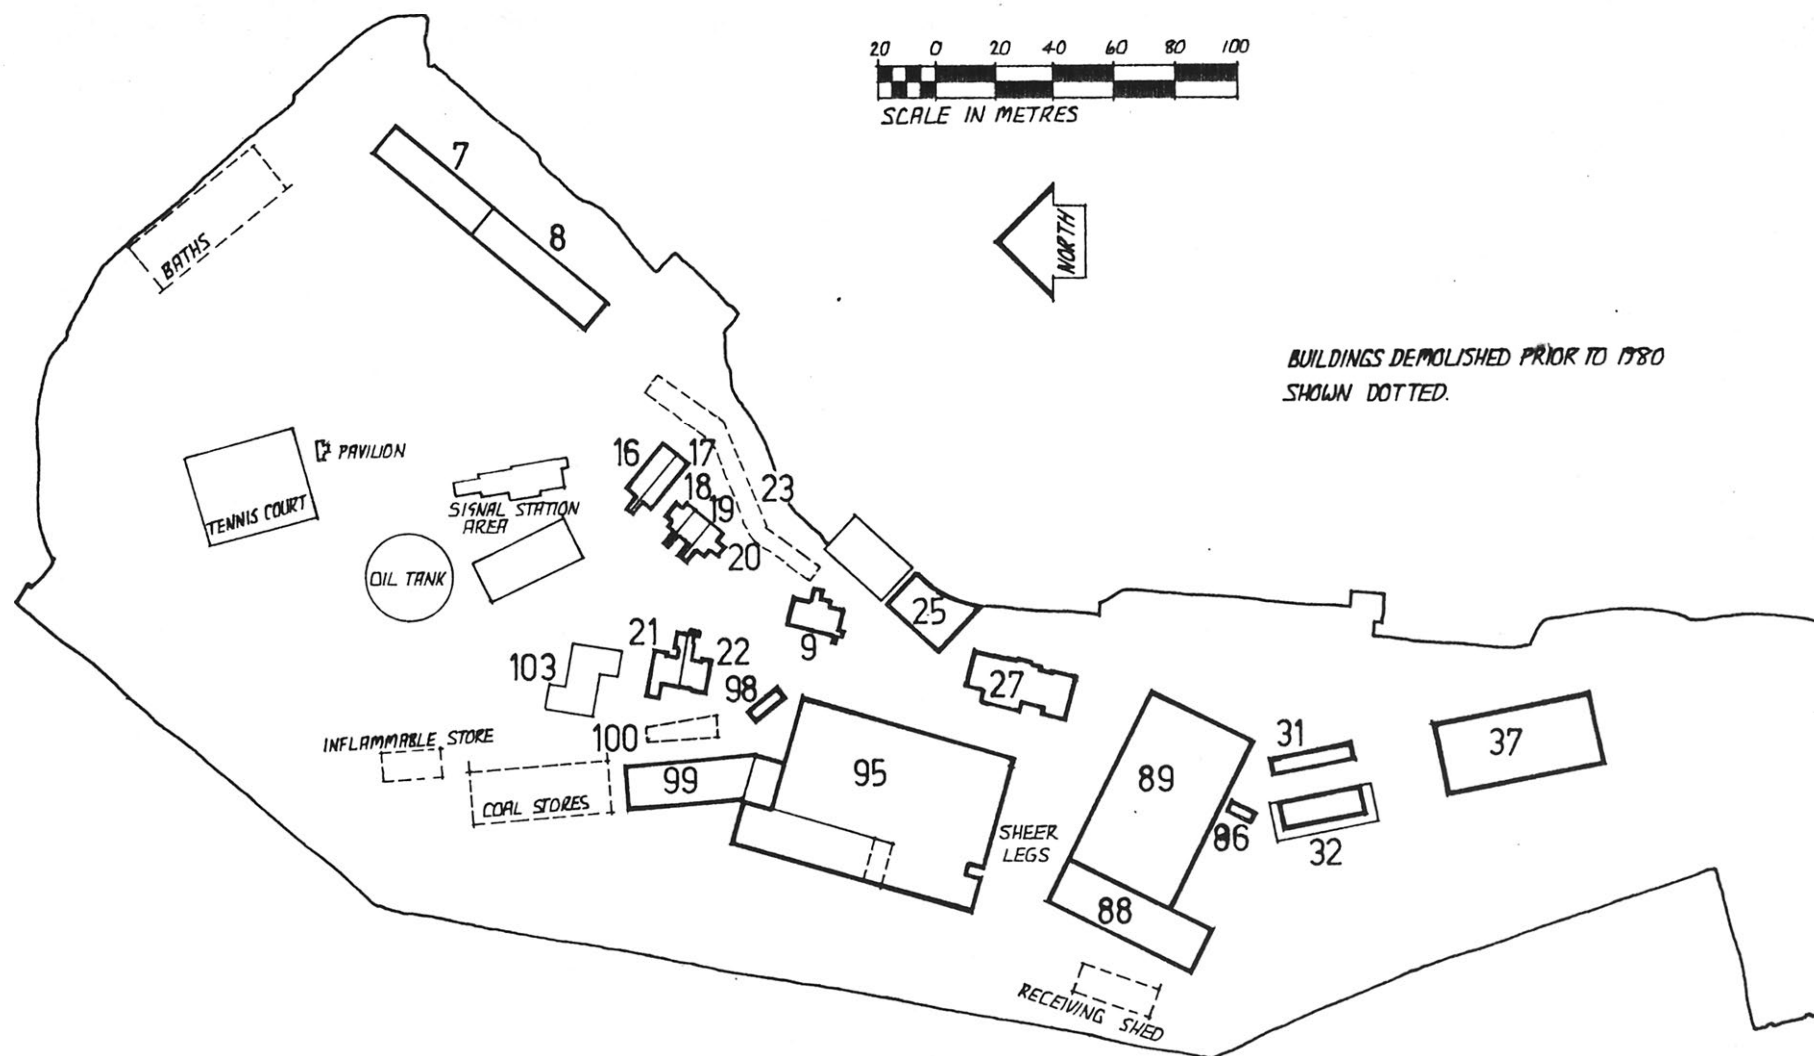 20 0 20 40 60 80 100
SCALE IN METRES
NORTH
BUILDINGS DEMOLISHED PRIOR TO 1980
SHOWN DOTTED.
7
8
BATHS
PAVILION
TENNIS COURT
SIGNAL STATION
AREA
OIL TANK
16
17
18
19
20
23
25
9
27
21
22
103
98
100
INFLAMMABLE STORE
COAL STORES
99
95
SHEER
LEGS
89
88
86
31
32
37
RECEIVING SHED